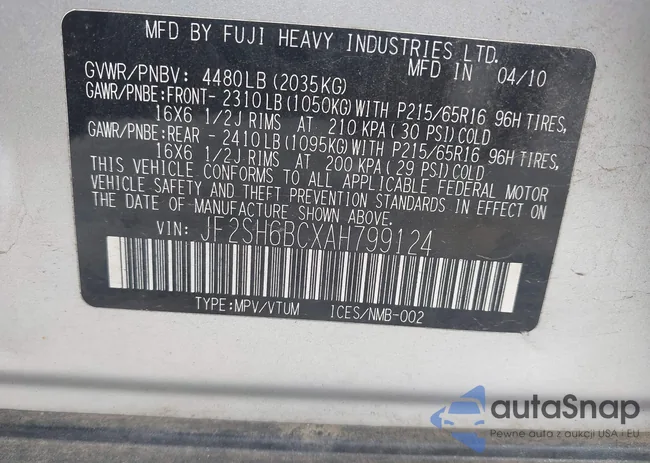 MFD BY FUJI HEAVY INDUSTRIES LTD.
MFD IN 04/10
GVWR/PNBV: 4480LB(2035KG)
GAWR/PNBE:FRONT- 2310LB(1050KG)WITH P215/65R16 96H TIRES,
16X6 1/2J RIMS AT 210 KPA( 30 PSI)COLD
GAWR/PNBE:REAR - 2410LB(1095KG)WITH P215/65R16 96H TIRES,
16X6 1/2J RIMS AT 200 KPA( 29 PSI)COLD
THIS VEHICLE CONFORMS TO ALL APPLICABLE FEDERAL MOTOR
VEHICLE SAFETY AND THEFT PREVENTION STANDARDS IN EFFECT ON
THE DATE OF MANUFACTURE SHOWN ABOVE.
VIN: JF2SH6BCXAH799124
TYPE:MPV/VTUM ICES/NMB-002
autaSnap
Pewne auta z aukcji USA i EU